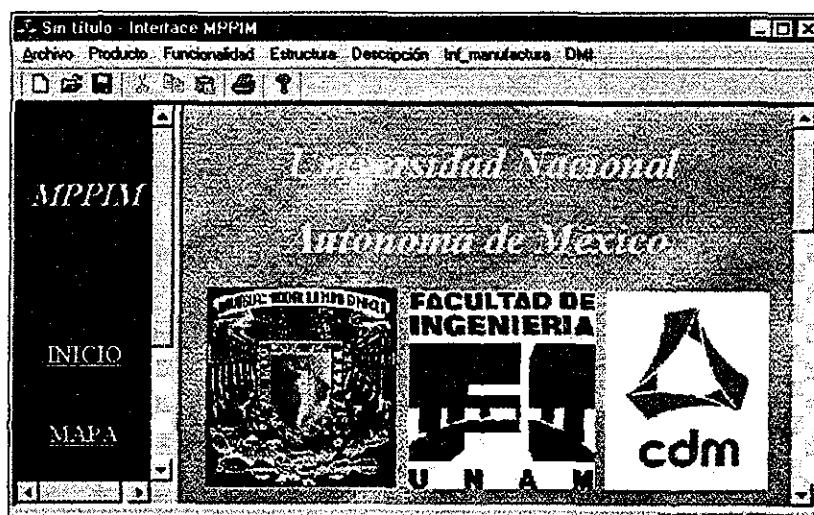 Sin título - Interface MPPIM
Archivo Producto Funcionalidad Estructura Descripción Inf_manufactura DMI
MPPIM
INICIO
MAPA
Universidad Nacional
Autónoma de México
FACULTAD DE
INGENIERIA
U N A M
cdm